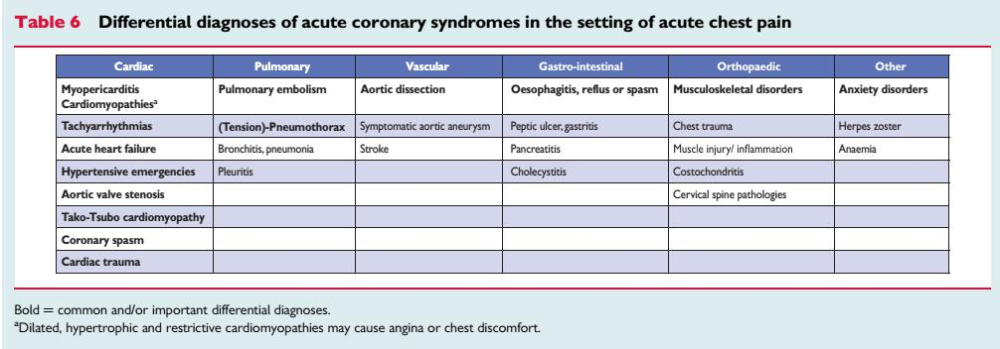 Table 6 Differential diagnoses of acute coronary syndromes in the setting of acute chest pain
Cardiac Pulmonary Vascular Gastro-intestinal Orthopaedic Other
Myopericarditis Pulmonary embolism Aortic dissection Oesophagitis, reflus or spasm Musculoskeletal disorders Anxiety disorders
Cardiomyopathiesª
Tachyarrhythmias (Tension)-Pneumothorax Symptomatic aortic aneurysm Peptic ulcer, gastritis Chest trauma Herpes zoster
Acute heart failure Bronchitis, pneumonia Stroke Pancreatitis Muscle injury/ inflammation Anaemia
Hypertensive emergencies Pleuritis Cholecystitis Costochondritis
Aortic valve stenosis Cervical spine pathologies
Tako-Tsubo cardiomyopathy
Coronary spasm
Cardiac trauma
Bold = common and/or important differential diagnoses.
ªDilated, hypertrophic and restrictive cardiomyopathies may cause angina or chest discomfort.